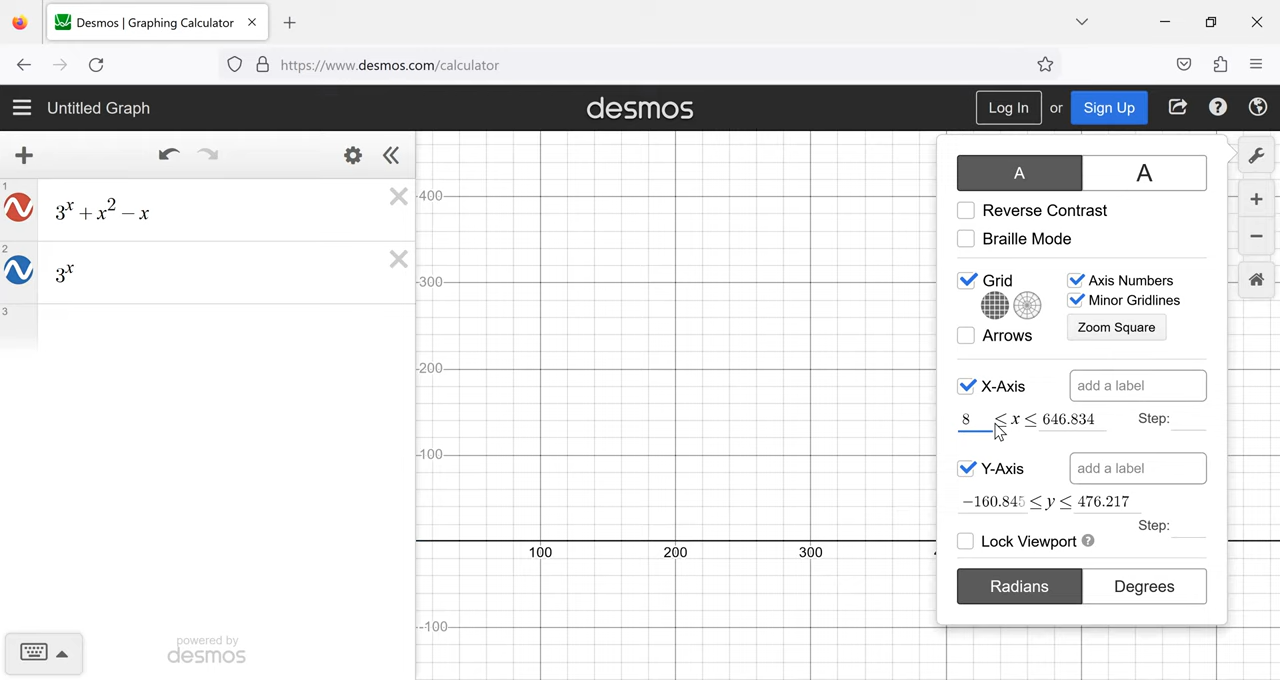 Desmos | Graphing Calculator
https://www.desmos.com/calculator
Untitled Graph
desmos
Log In or Sign Up
1
3^x + x^2 − x
2
3^x
3
powered by
desmos
400
300
200
100
-100
100 200 300
A A
Reverse Contrast
Braille Mode
Grid
Axis Numbers
Minor Gridlines
Arrows
Zoom Square
X-Axis add a label
8 ≤ x ≤ 646.834 Step:
Y-Axis add a label
−160.845 ≤ y ≤ 476.217
Step:
Lock Viewport ?
Radians Degrees